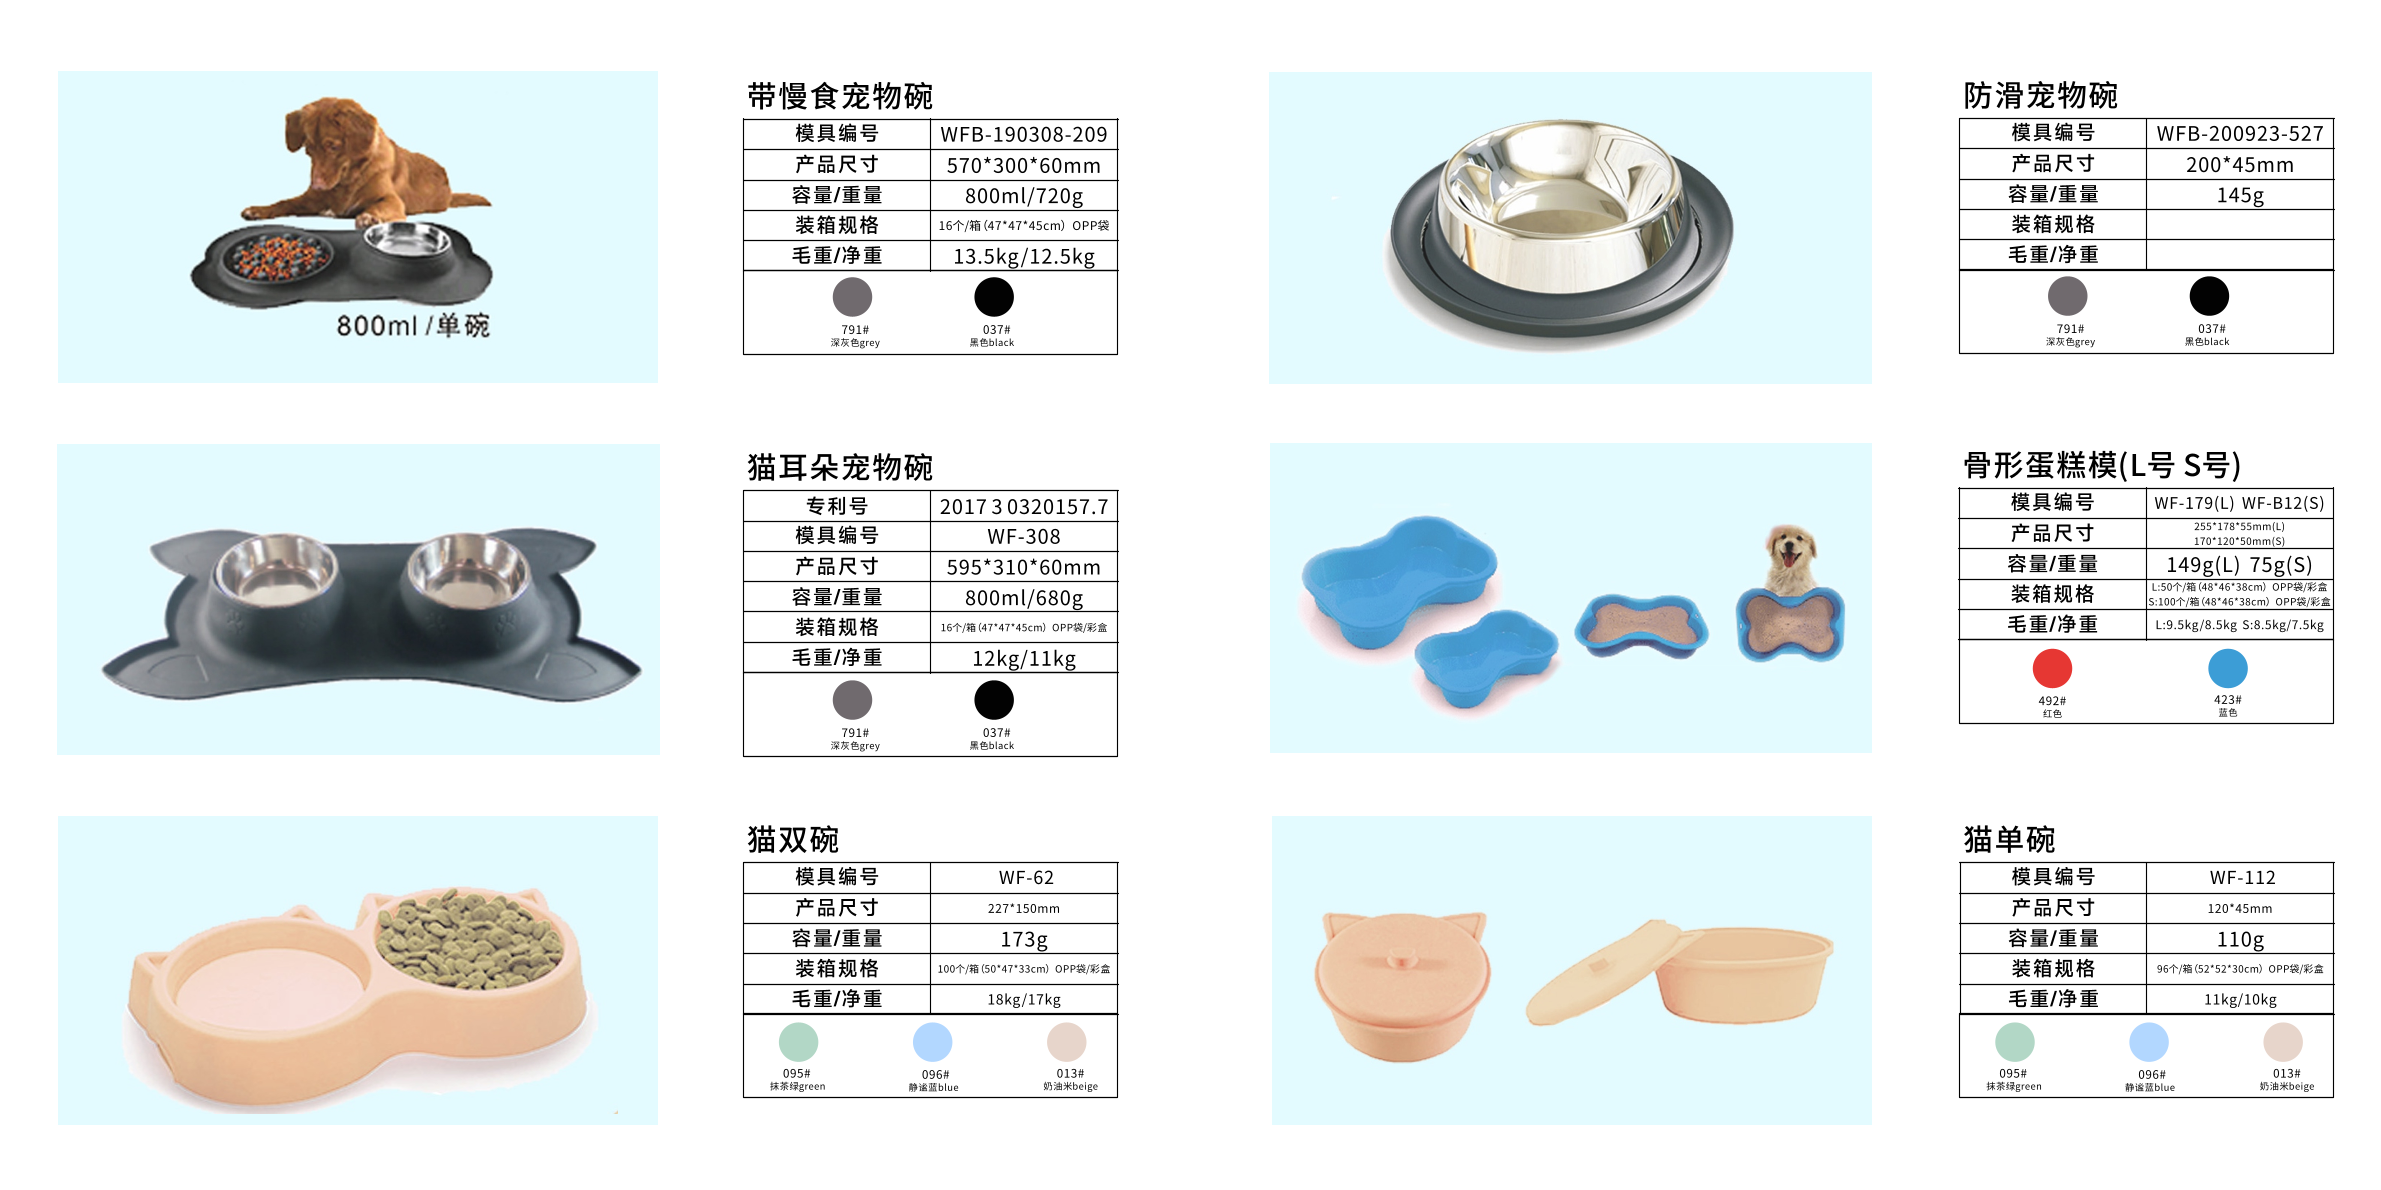 带慢食宠物碗
模具编号 WFB-190308-209
产品尺寸 570*300*60mm
容量/重量 800ml/720g
装箱规格 16个/箱(47*47*45cm) OPP袋
毛重/净重 13.5kg/12.5kg
791# 037#
深灰色grey 黑色black
800ml /单碗
防滑宠物碗
模具编号 WFB-200923-527
产品尺寸 200*45mm
容量/重量 145g
装箱规格
毛重/净重
791# 037#
深灰色grey 黑色black
猫耳朵宠物碗
专利号 2017 3 0320157.7
模具编号 WF-308
产品尺寸 595*310*60mm
容量/重量 800ml/680g
装箱规格 16个/箱(47*47*45cm) OPP袋/彩盒
毛重/净重 12kg/11kg
791# 037#
深灰色grey 黑色black
骨形蛋糕模(L号 S号)
模具编号 WF-179(L) WF-B12(S)
产品尺寸 255*178*55mm(L)
170*120*50mm(S)
容量/重量 149g(L) 75g(S)
装箱规格 L:50个/箱(48*46*38cm) OPP袋/彩盒
S:100个/箱(48*46*38cm) OPP袋/彩盒
毛重/净重 L:9.5kg/8.5kg S:8.5kg/7.5kg
492# 423#
红色 蓝色
猫双碗
模具编号 WF-62
产品尺寸 227*150mm
容量/重量 173g
装箱规格 100个/箱(50*47*33cm) OPP袋/彩盒
毛重/净重 18kg/17kg
095# 096# 013#
抹茶绿green 静谧蓝blue 奶油米beige
猫单碗
模具编号 WF-112
产品尺寸 120*45mm
容量/重量 110g
装箱规格 96个/箱(52*52*30cm) OPP袋/彩盒
毛重/净重 11kg/10kg
095# 096# 013#
抹茶绿green 静谧蓝blue 奶油米beige